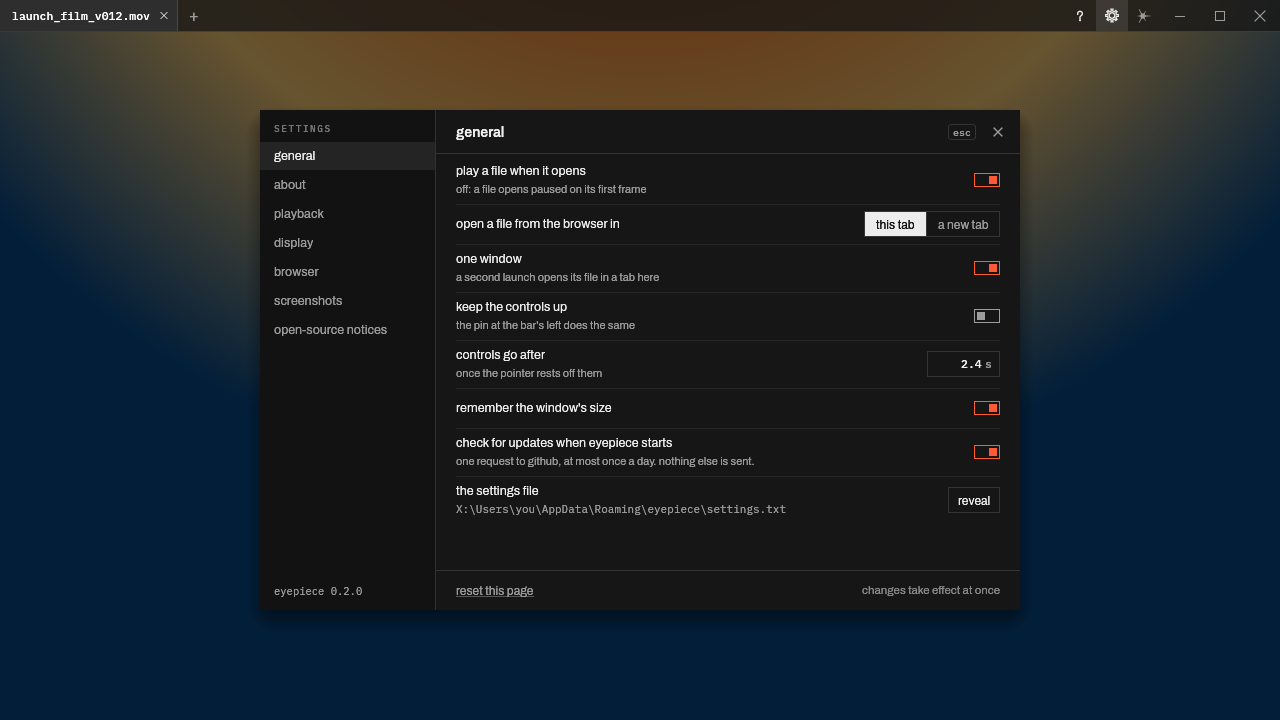 launch_film_v012.mov
+
?
SETTINGS
general
about
playback
display
browser
screenshots
open-source notices
eyepiece 0.2.0
general
esc
play a file when it opens
off: a file opens paused on its first frame
open a file from the browser in
this tab
a new tab
one window
a second launch opens its file in a tab here
keep the controls up
the pin at the bar's left does the same
controls go after
once the pointer rests off them
2.4 s
remember the window's size
check for updates when eyepiece starts
one request to github, at most once a day. nothing else is sent.
the settings file
X:\Users\you\AppData\Roaming\eyepiece\settings.txt
reveal
reset this page
changes take effect at once